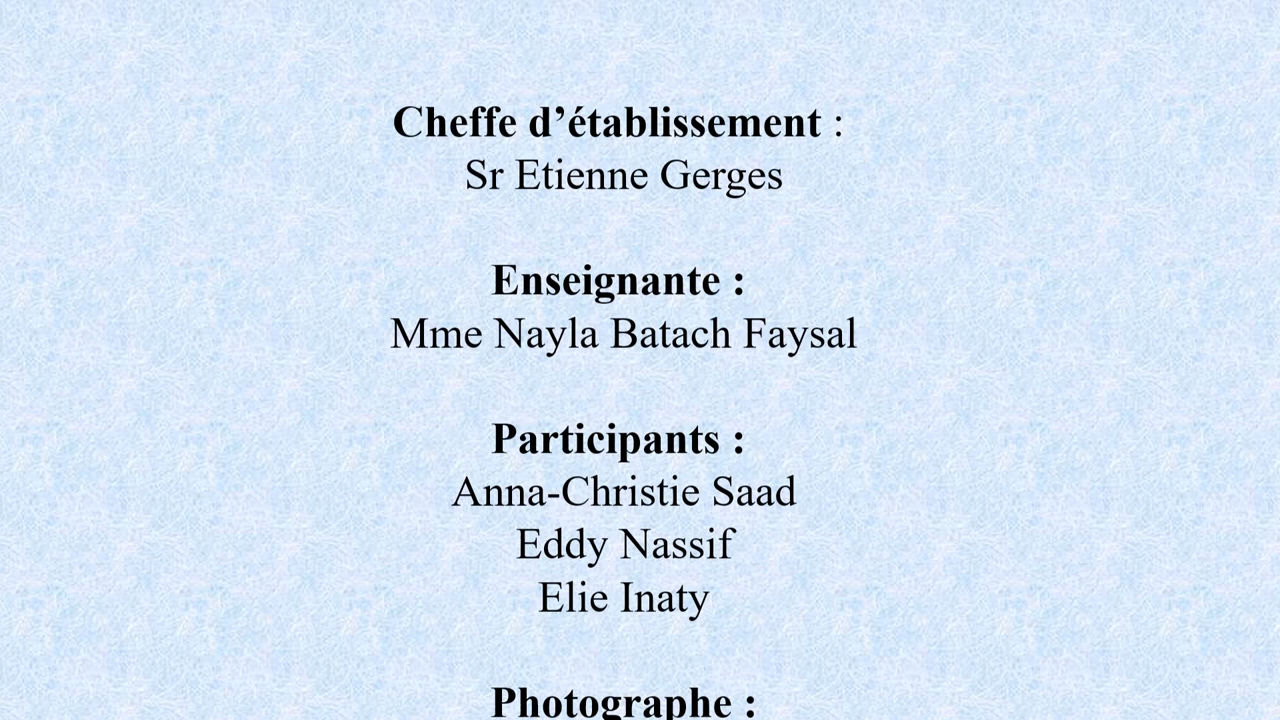 Cheffe d’établissement :
Sr Etienne Gerges
Enseignante :
Mme Nayla Batach Faysal
Participants :
Anna-Christie Saad
Eddy Nassif
Elie Inaty
Photographe :